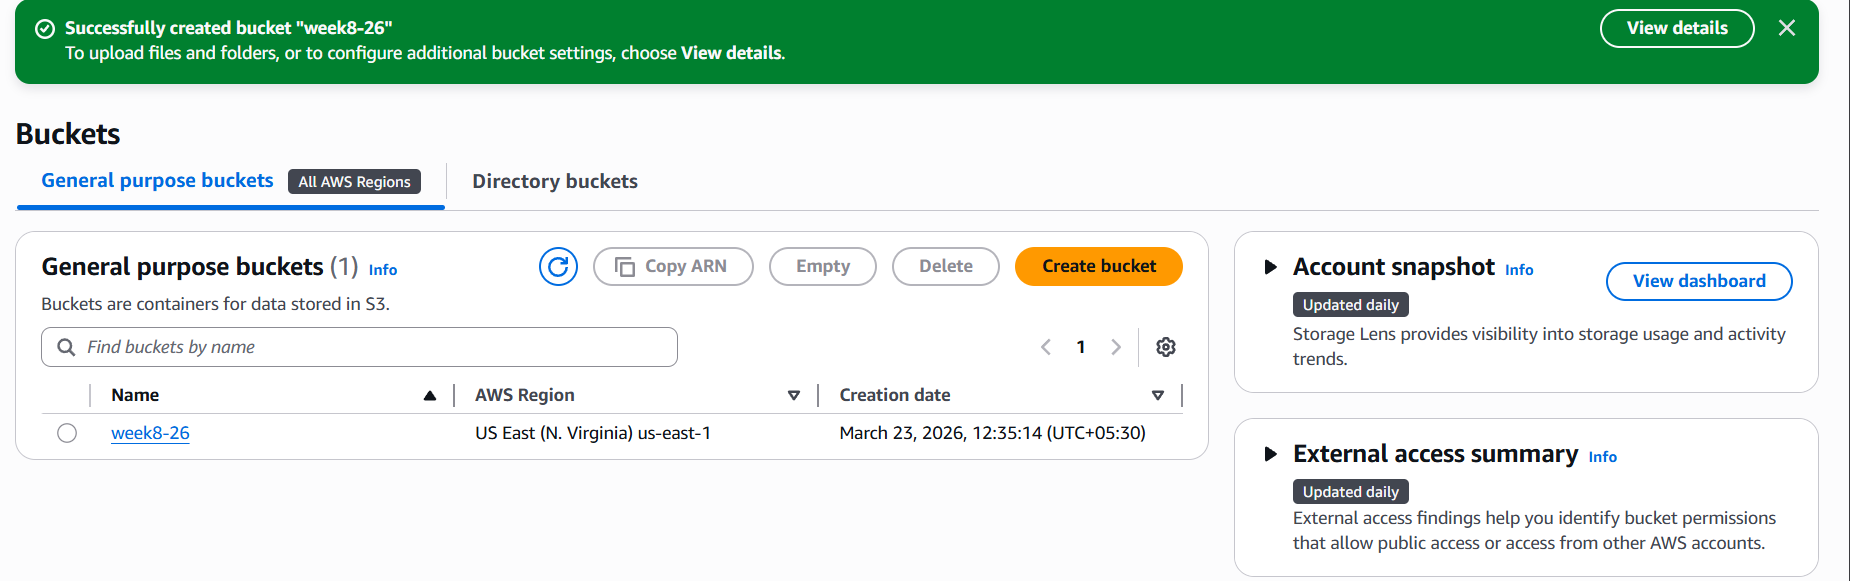 Successfully created bucket "week8-26"
To upload files and folders, or to configure additional bucket settings, choose View details.
View details
Buckets
General purpose buckets All AWS Regions Directory buckets
General purpose buckets (1) Info
Copy ARN Empty Delete Create bucket
Buckets are containers for data stored in S3.
Find buckets by name
1
Name AWS Region Creation date
week8-26 US East (N. Virginia) us-east-1 March 23, 2026, 12:35:14 (UTC+05:30)
Account snapshot Info
View dashboard
Updated daily
Storage Lens provides visibility into storage usage and activity
trends.
External access summary Info
Updated daily
External access findings help you identify bucket permissions
that allow public access or access from other AWS accounts.